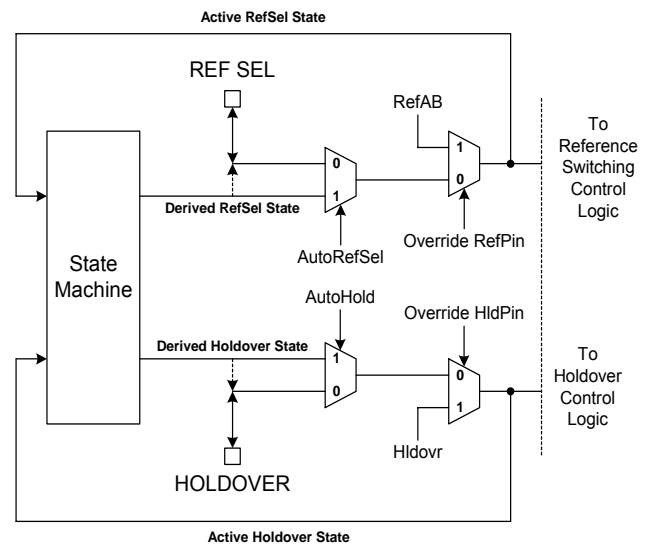 Active RefSel State
REF SEL
RefAB
To
Reference
Switching
Control
Logic
1
0
0
1
Derived RefSel State
AutoRefSel
Override RefPin
State
Machine
AutoHold
Override HldPin
Derived Holdover State
1
0
0
1
To
Holdover
Control
Logic
Hldovr
HOLDOVER
Active Holdover State